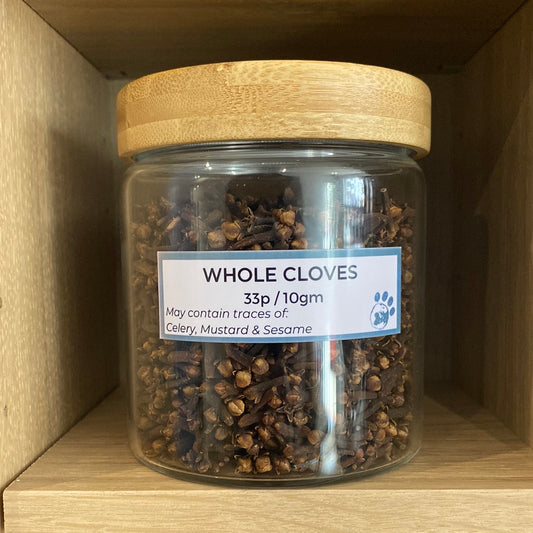 WHOLE CLOVES
33p / 10gm
May contain traces of:
Celery, Mustard & Sesame